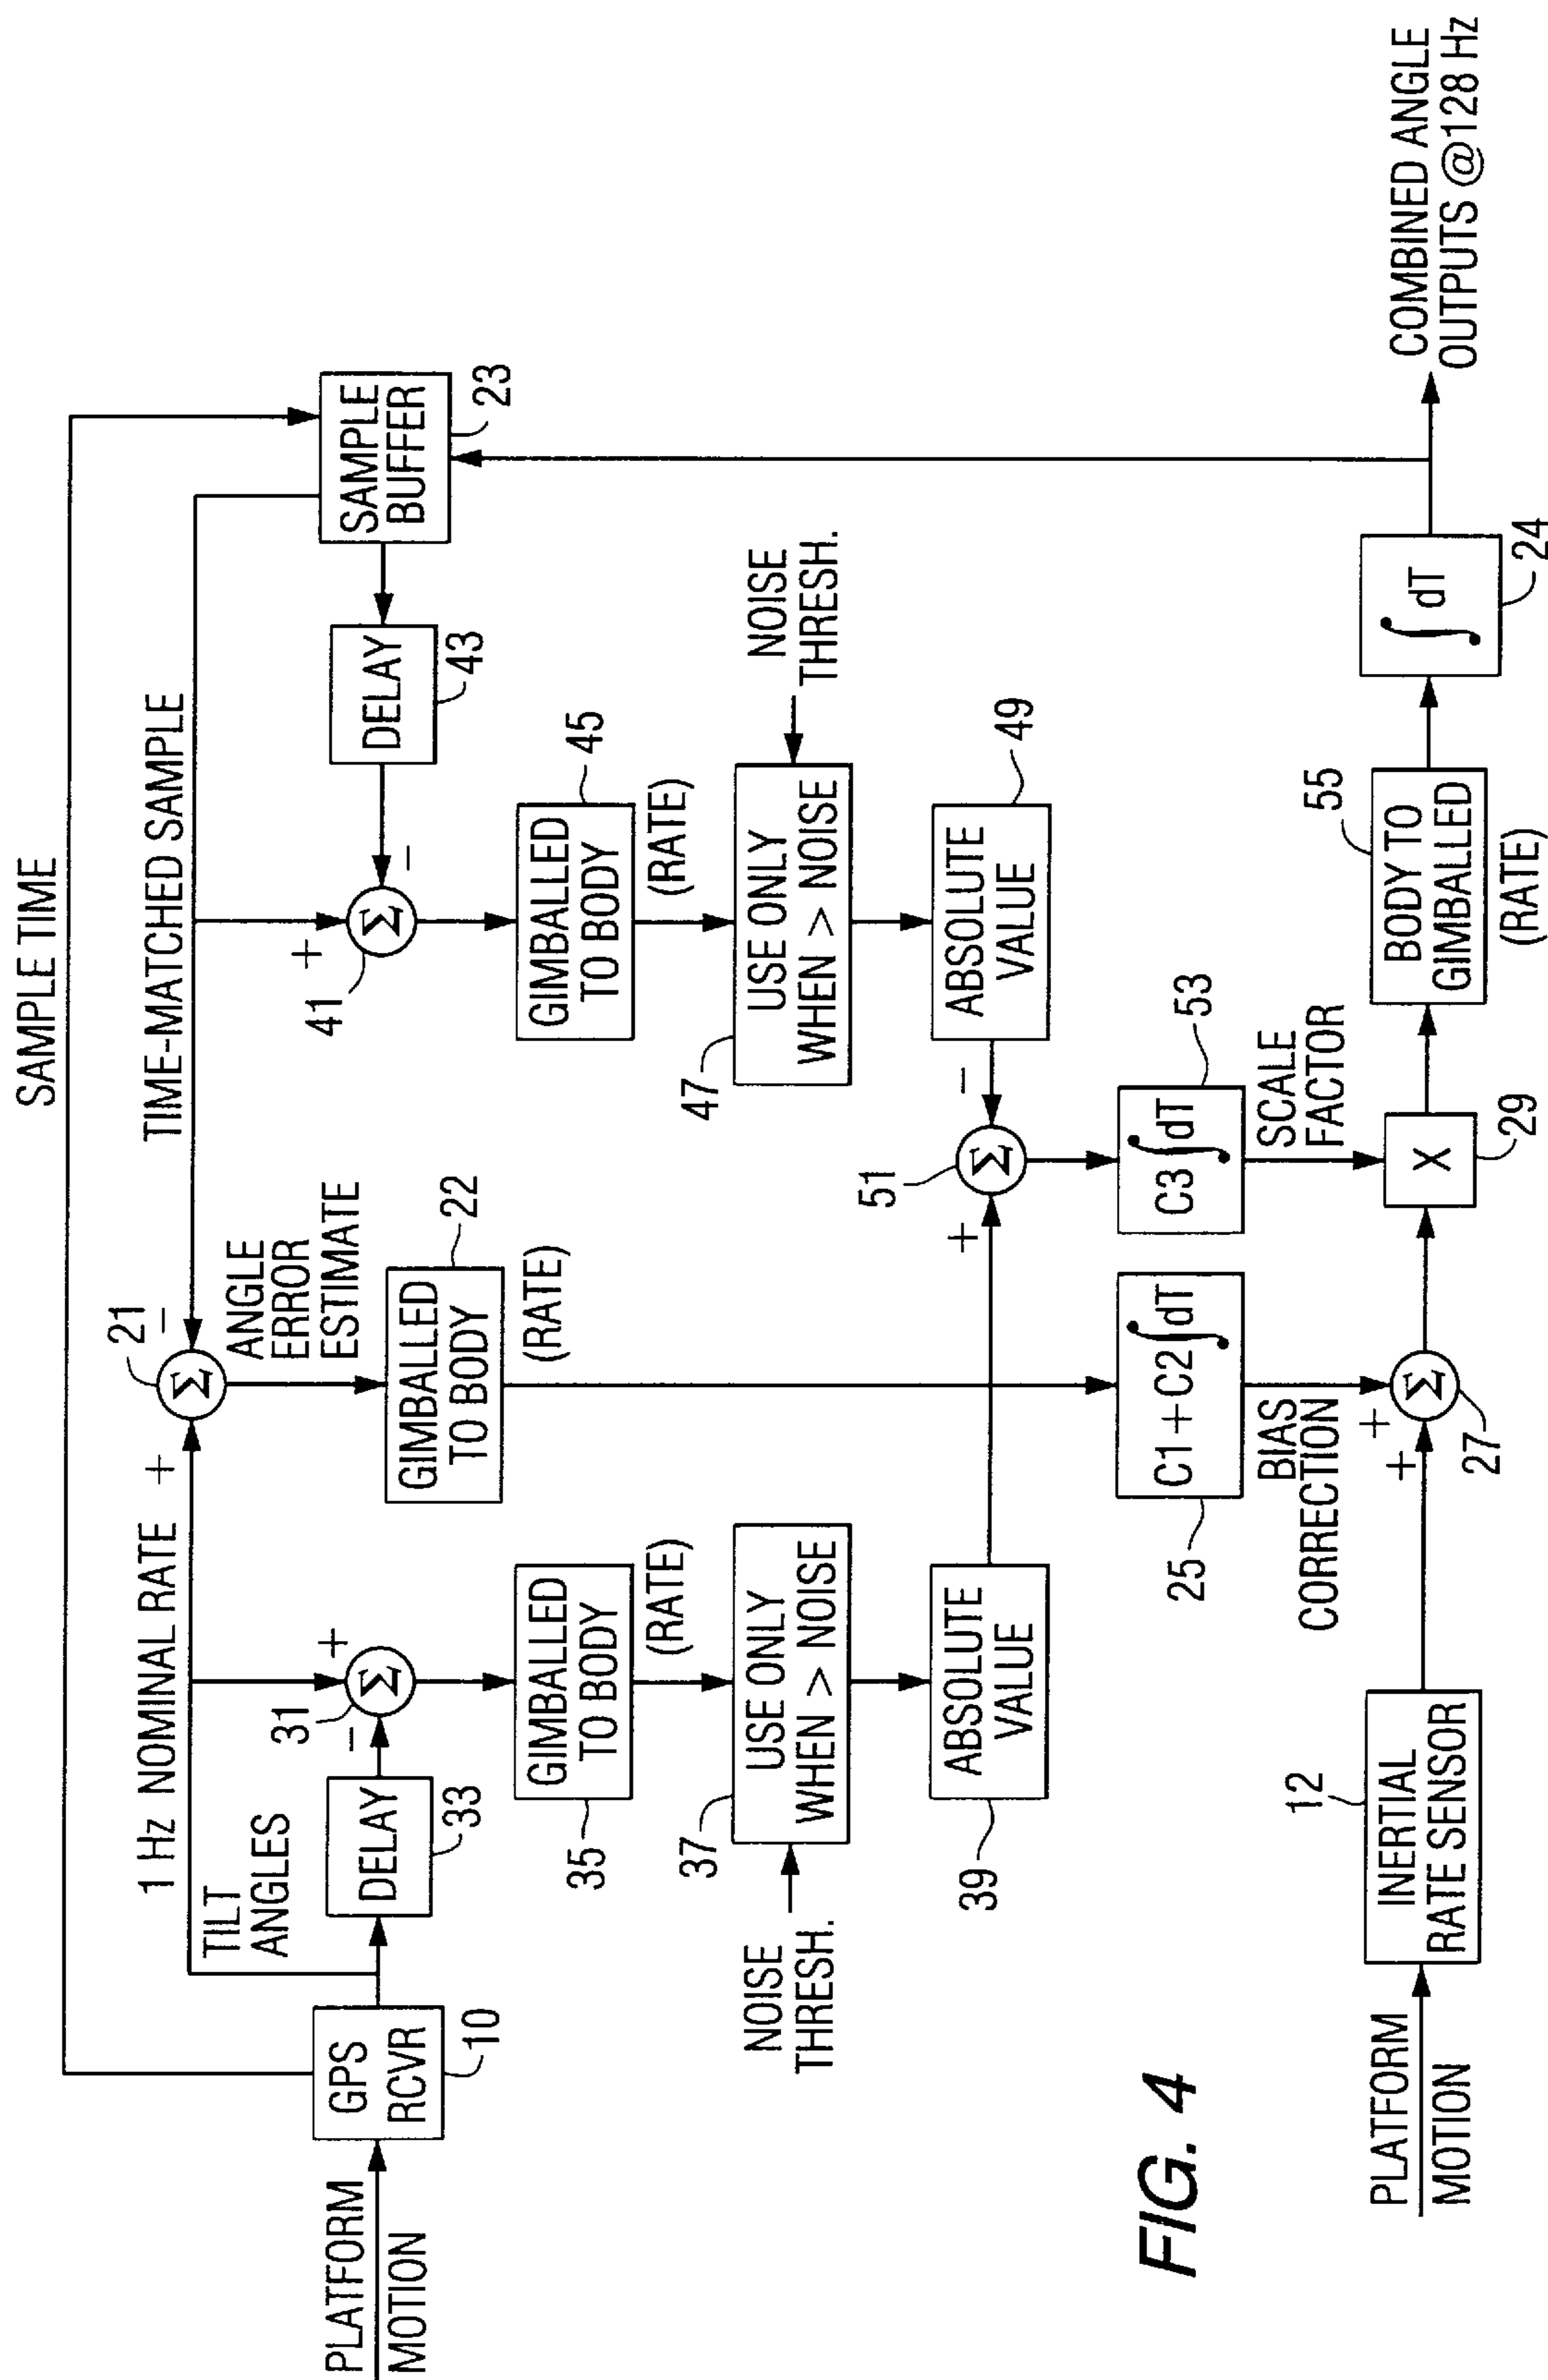 SAMPLE TIME
1 Hz NOMINAL RATE
+
21
−
TIME-MATCHED SAMPLE
Σ
TILT
ANGLES
ANGLE
ERROR
ESTIMATE
PLATFORM
MOTION
GPS
RCVR
10
DELAY
33
−
31
+
Σ
GIMBALLED
TO BODY
22
(RATE)
+
41
Σ
−
DELAY
43
SAMPLE
BUFFER
23
GIMBALLED
TO BODY
35
(RATE)
GIMBALLED
TO BODY
45
(RATE)
NOISE
THRESH.
37
USE ONLY
WHEN > NOISE
47
USE ONLY
WHEN > NOISE
NOISE
THRESH.
39
ABSOLUTE
VALUE
+
51
Σ
−
ABSOLUTE
VALUE
49
25
C1+C2∫dT
C3∫dT
53
BIAS
CORRECTION
SCALE
FACTOR
PLATFORM
MOTION
12
INERTIAL
RATE SENSOR
+
+
Σ
27
X
29
55
BODY TO
GIMBALLED
(RATE)
∫dT
24
COMBINED ANGLE
OUTPUTS @128 Hz
FIG. 4